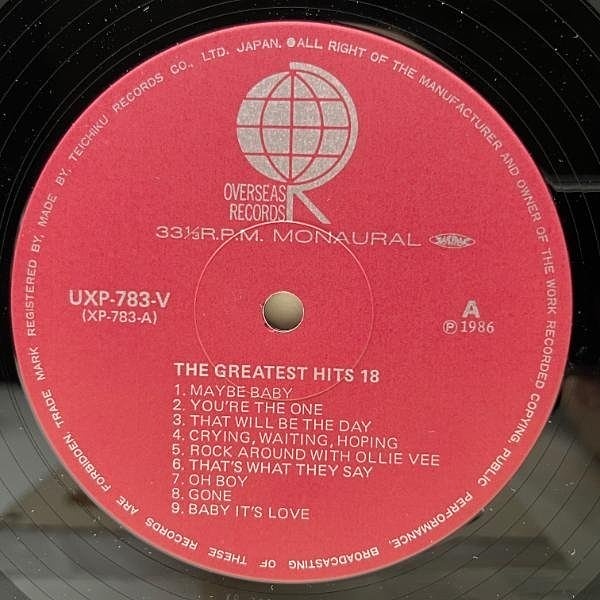 TRADE MARK REGISTERED BY, MADE BY, TEICHIKU RECORDS CO., LTD. JAPAN. ℗ALL RIGHT OF THE MANUFACTURER AND OWNER OF THE WORK RECORDED, COPYING, PUBLIC PERFORMANCE, BROADCASTING OF THESE RECORDS ARE FORBIDDEN,
R
OVERSEAS
RECORDS
33⅓R.P.M. MONAURAL
UXP-783-V
(XP-783-A)
A
℗1986
THE GREATEST HITS 18
1. MAYBE BABY
2. YOU'RE THE ONE
3. THAT WILL BE THE DAY
4. CRYING, WAITING, HOPING
5. ROCK AROUND WITH OLLIE VEE
6. THAT'S WHAT THEY SAY
7. OH BOY
8. GONE
9. BABY IT'S LOVE